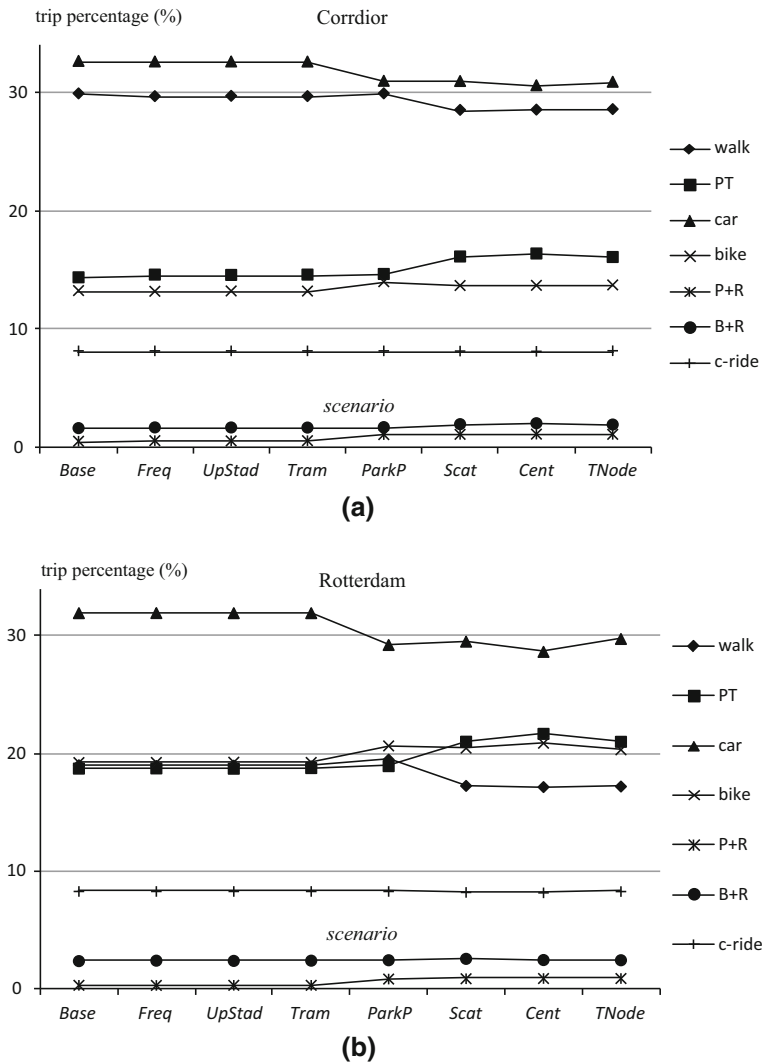 trip percentage (%)
Corrdior
30
20
10
0
scenario
Base Freq UpStad Tram ParkP Scat Cent TNode
walk
PT
car
bike
P+R
B+R
c-ride
(a)
trip percentage (%)
Rotterdam
30
20
10
0
scenario
Base Freq UpStad Tram ParkP Scat Cent TNode
walk
PT
car
bike
P+R
B+R
c-ride
(b)